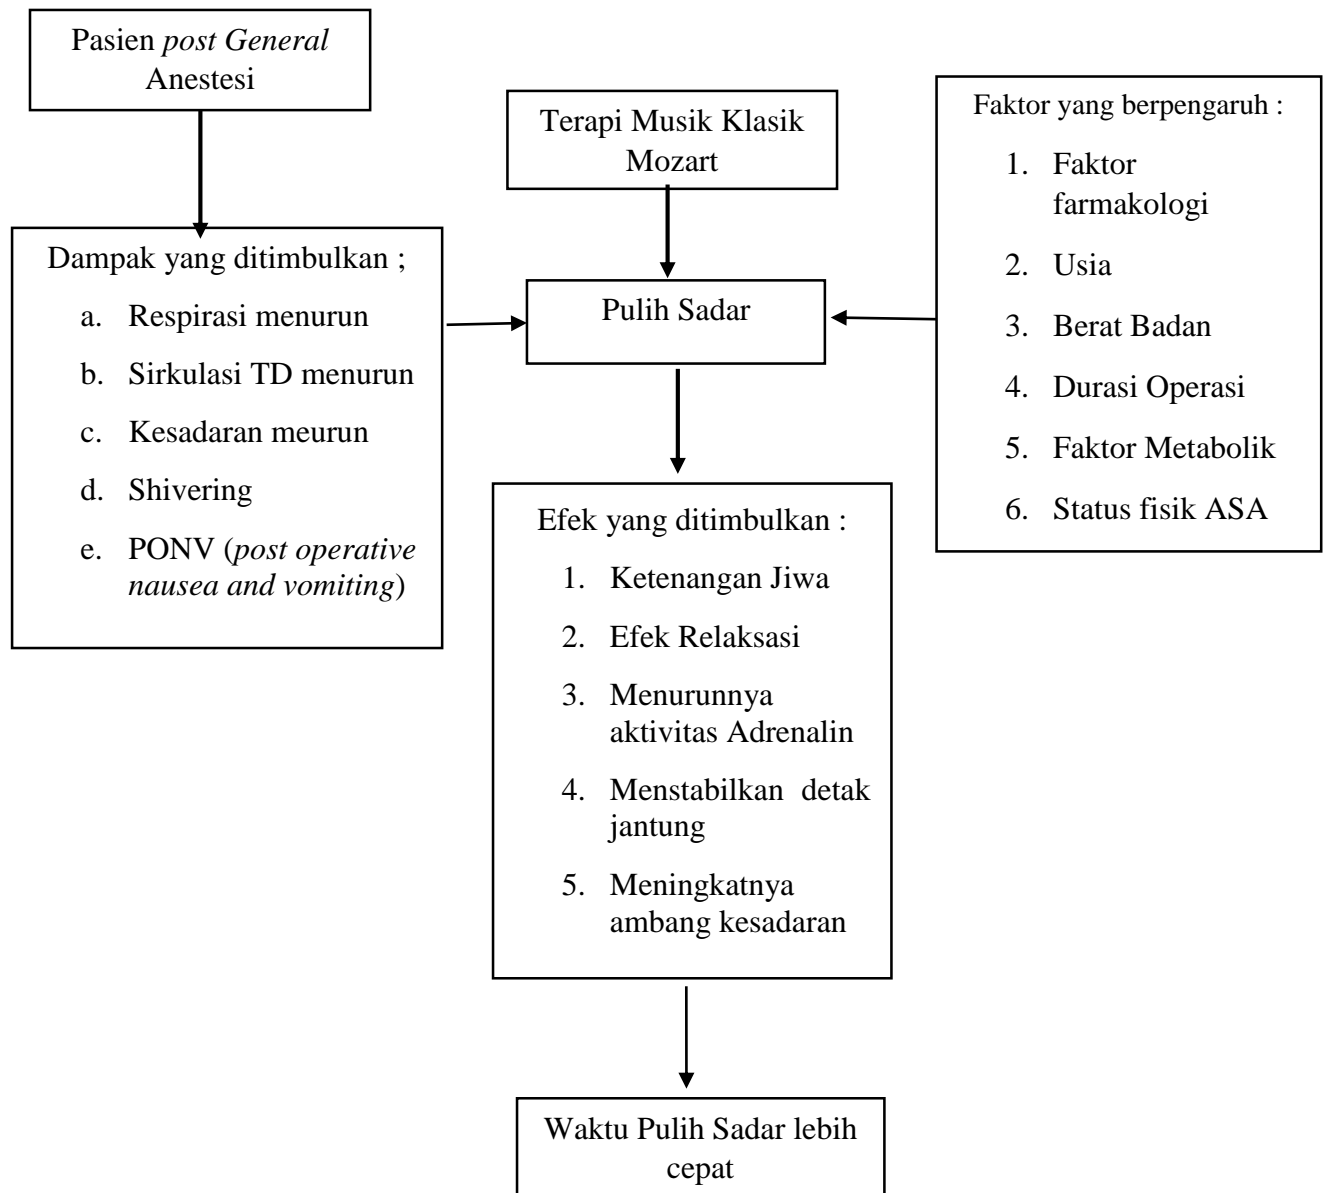 Pasien post General
Anestesi
Terapi Musik Klasik
Mozart
Faktor yang berpengaruh :
1. Faktor
farmakologi
2. Usia
3. Berat Badan
4. Durasi Operasi
5. Faktor Metabolik
6. Status fisik ASA
Dampak yang ditimbulkan ;
a. Respirasi menurun
b. Sirkulasi TD menurun
c. Kesadaran meurun
d. Shivering
e. PONV (post operative
nausea and vomiting)
Pulih Sadar
Efek yang ditimbulkan :
1. Ketenangan Jiwa
2. Efek Relaksasi
3. Menurunnya
aktivitas Adrenalin
4. Menstabilkan detak
jantung
5. Meningkatnya
ambang kesadaran
Waktu Pulih Sadar lebih
cepat